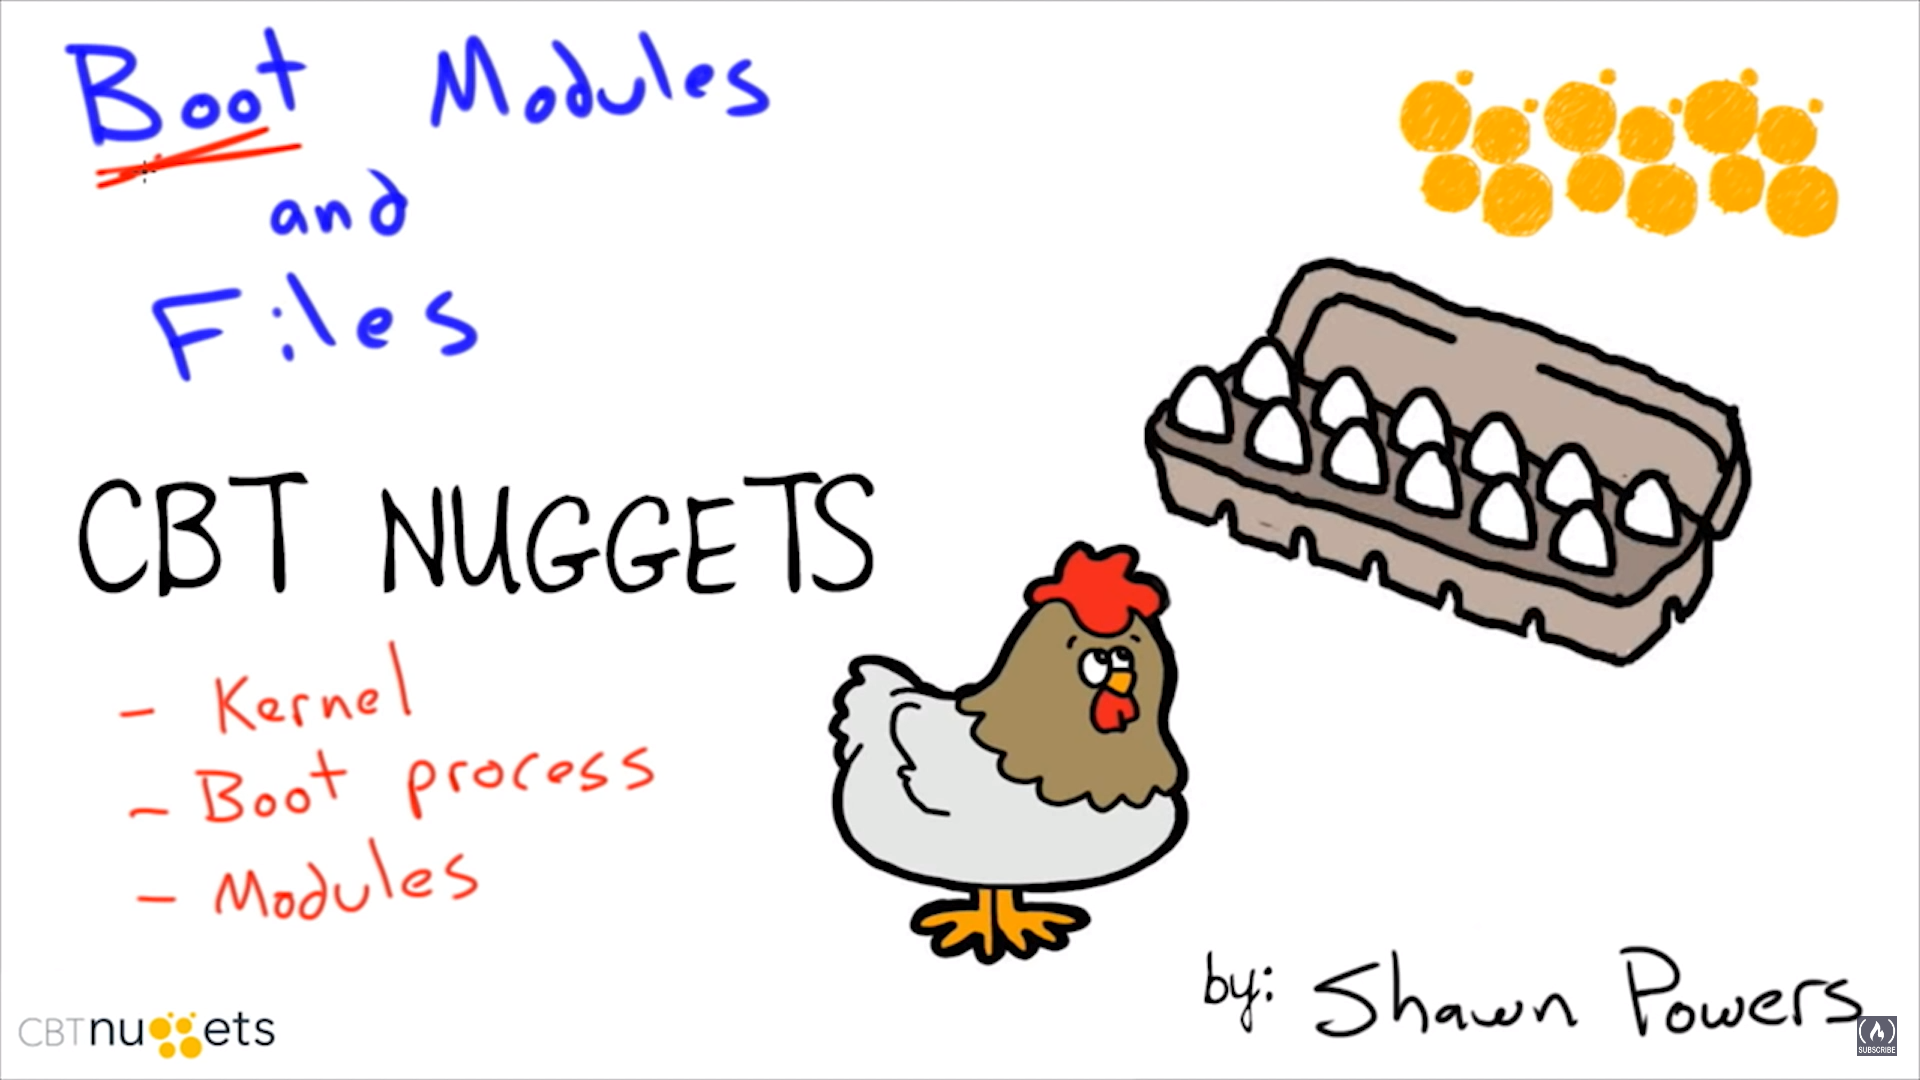 Boot Modules
and
Files
CBT NUGGETS
- Kernel
- Boot process
- Modules
by: Shawn Powers
CBTnuggets
SUBSCRIBE